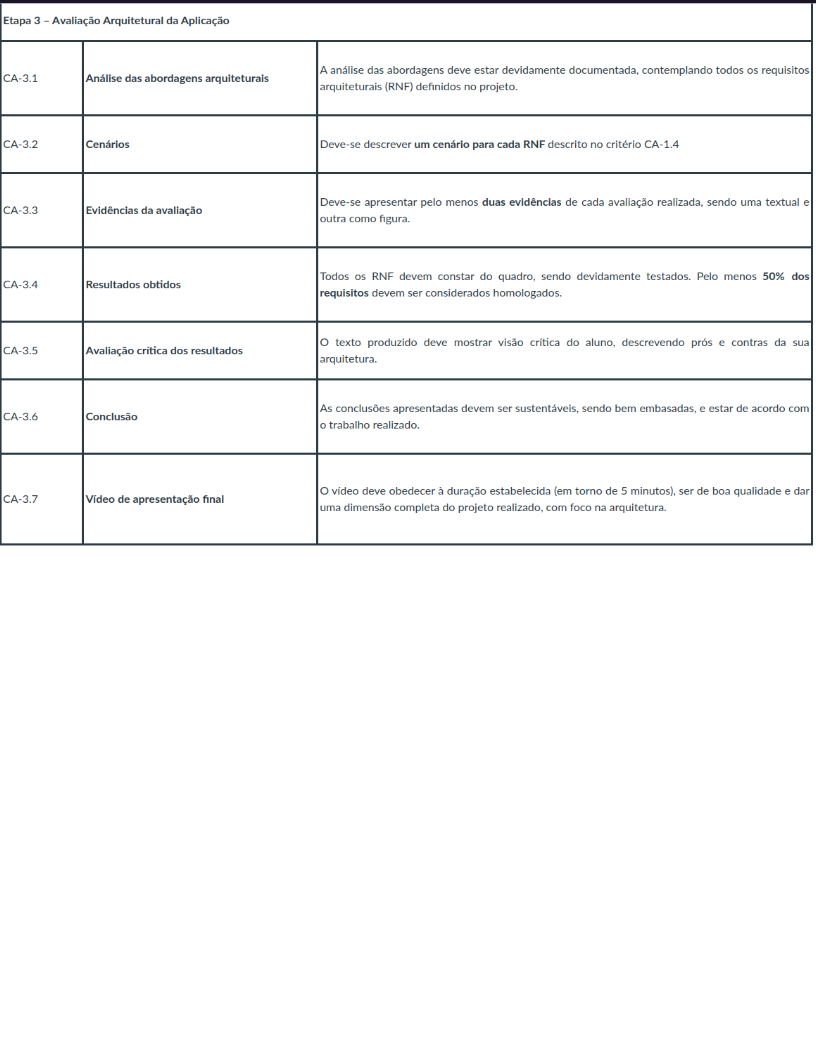 Etapa 3 – Avaliação Arquitetural da Aplicação
CA-3.1
Análise das abordagens arquiteturais
A análise das abordagens deve estar devidamente documentada, contemplando todos os requisitos
arquiteturais (RNF) definidos no projeto.
CA-3.2
Cenários
Deve-se descrever um cenário para cada RNF descrito no critério CA-1.4
CA-3.3
Evidências da avaliação
Deve-se apresentar pelo menos duas evidências de cada avaliação realizada, sendo uma textual e
outra como figura.
CA-3.4
Resultados obtidos
Todos os RNF devem constar do quadro, sendo devidamente testados. Pelo menos 50% dos
requisitos devem ser considerados homologados.
CA-3.5
Avaliação crítica dos resultados
O texto produzido deve mostrar visão crítica do aluno, descrevendo prós e contras da sua
arquitetura.
CA-3.6
Conclusão
As conclusões apresentadas devem ser sustentáveis, sendo bem embasadas, e estar de acordo com
o trabalho realizado.
CA-3.7
Vídeo de apresentação final
O vídeo deve obedecer à duração estabelecida (em torno de 5 minutos), ser de boa qualidade e dar
uma dimensão completa do projeto realizado, com foco na arquitetura.